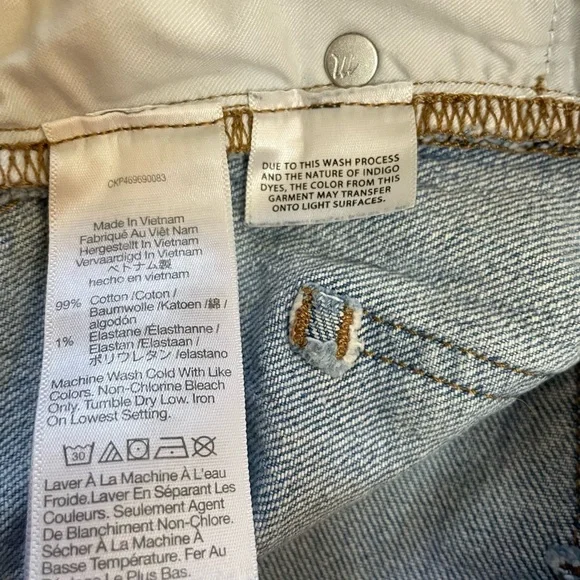 CKP469690083
Made In Vietnam
Fabriqué Au Việt Nam
Hergestellt In Vietnam
Vervaardigd In Vietnam
ベトナム製
hecho en vietnam
99% Cotton /Coton/
Baumwolle /Katoen /綿 /
algodón
1% Elastane /Élasthanne/
Elastan /Elastaan/
ポリウレタン /elastano
Machine Wash Cold With Like
Colors. Non-Chlorine Bleach
Only. Tumble Dry Low. Iron
On Lowest Setting.
30
Laver À La Machine À L'eau
Froide.Laver En Séparant Les
Couleurs. Seulement Agent
De Blanchiment Non-Chlore.
Sécher À La Machine À
Basse Température. Fer Au
Réglage Le Plus Bas.
DUE TO THIS WASH PROCESS
AND THE NATURE OF INDIGO
DYES, THE COLOR FROM THIS
GARMENT MAY TRANSFER
ONTO LIGHT SURFACES.